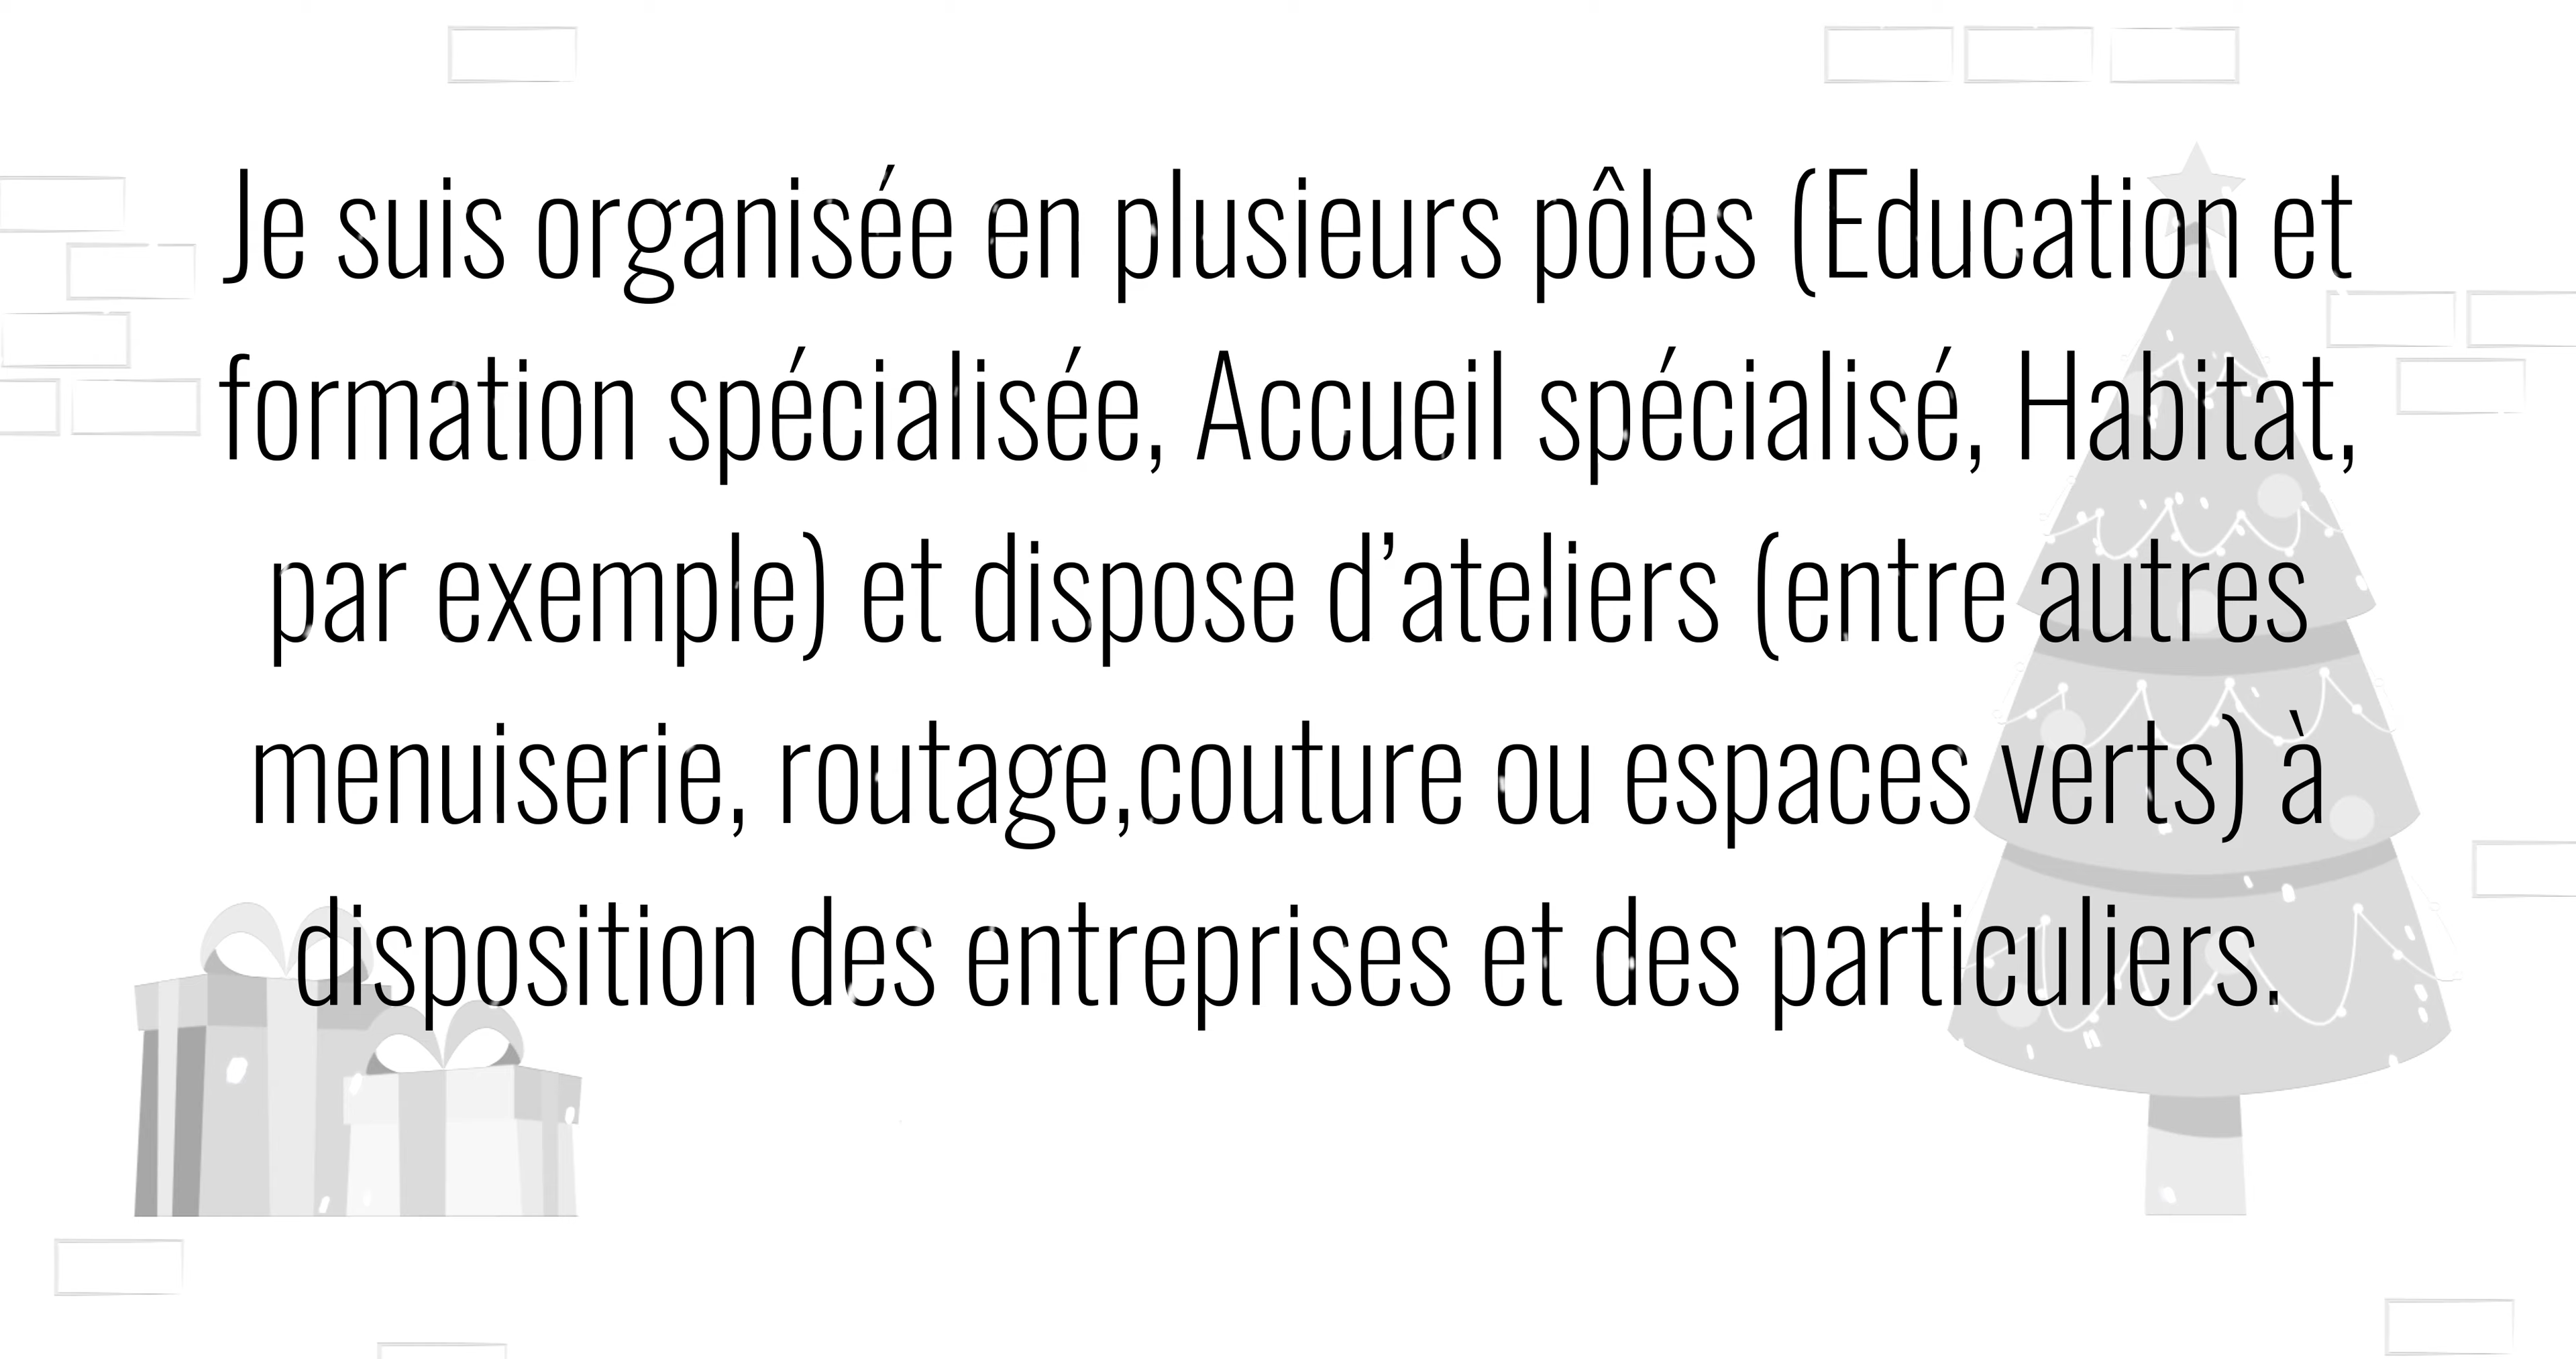 Je suis organisée en plusieurs pôles (Education et
formation spécialisée, Accueil spécialisé, Habitat,
par exemple) et dispose d’ateliers (entre autres
menuiserie, routage,couture ou espaces verts) à
disposition des entreprises et des particuliers.